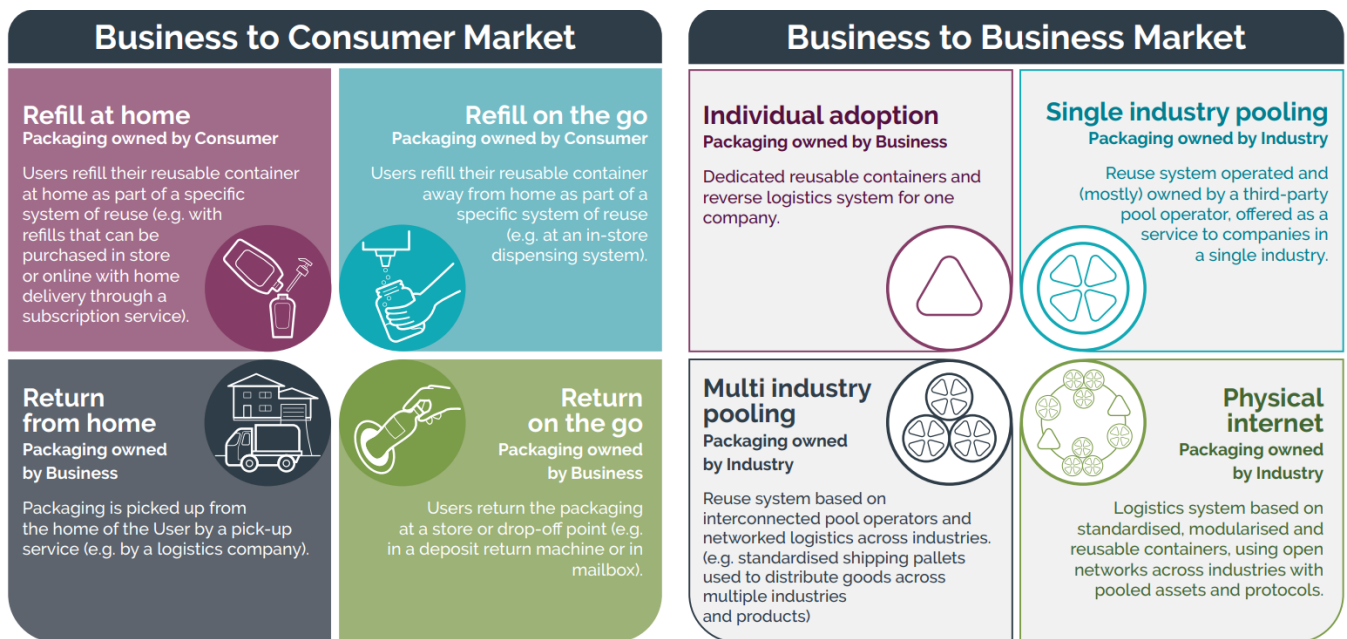 Business to Consumer Market
Refill at home
Packaging owned by Consumer
Users refill their reusable container
at home as part of a specific
system of reuse (e.g. with
refills that can be
purchased in store
or online with home
delivery through a
subscription service).
Refill on the go
Packaging owned by Consumer
Users refill their reusable container
away from home as part of a
specific system of reuse
(e.g. at an in-store
dispensing system).
Return
from home
Packaging owned
by Business
Packaging is picked up from
the home of the User by a pick-up
service (e.g. by a logistics company).
Return
on the go
Packaging owned
by Business
Users return the packaging
at a store or drop-off point (e.g.
in a deposit return machine or in
mailbox).
Business to Business Market
Individual adoption
Packaging owned by Business
Dedicated reusable containers and
reverse logistics system for one
company.
Single industry pooling
Packaging owned by Industry
Reuse system operated and
(mostly) owned by a third-party
pool operator, offered as a
service to companies in
a single industry.
Multi industry
pooling
Packaging owned
by Industry
Reuse system based on
interconnected pool operators and
networked logistics across industries.
(e.g. standardised shipping pallets
used to distribute goods across
multiple industries
and products)
Physical
internet
Packaging owned
by Industry
Logistics system based on
standardised, modularised and
reusable containers, using open
networks across industries with
pooled assets and protocols.